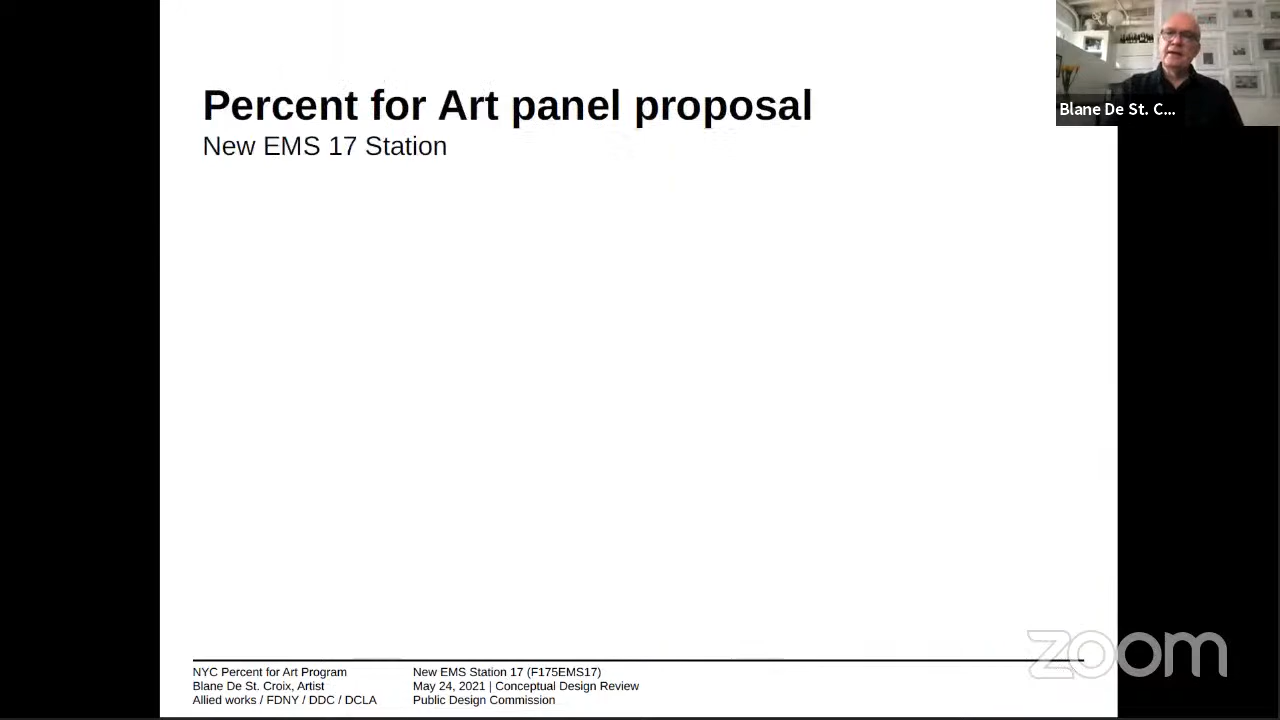 Percent for Art panel proposal
New EMS 17 Station
Blane De St. C...
NYC Percent for Art Program
Blane De St. Croix, Artist
Allied works / FDNY / DDC / DCLA
New EMS Station 17 (F175EMS17)
May 24, 2021 | Conceptual Design Review
Public Design Commission
zoom